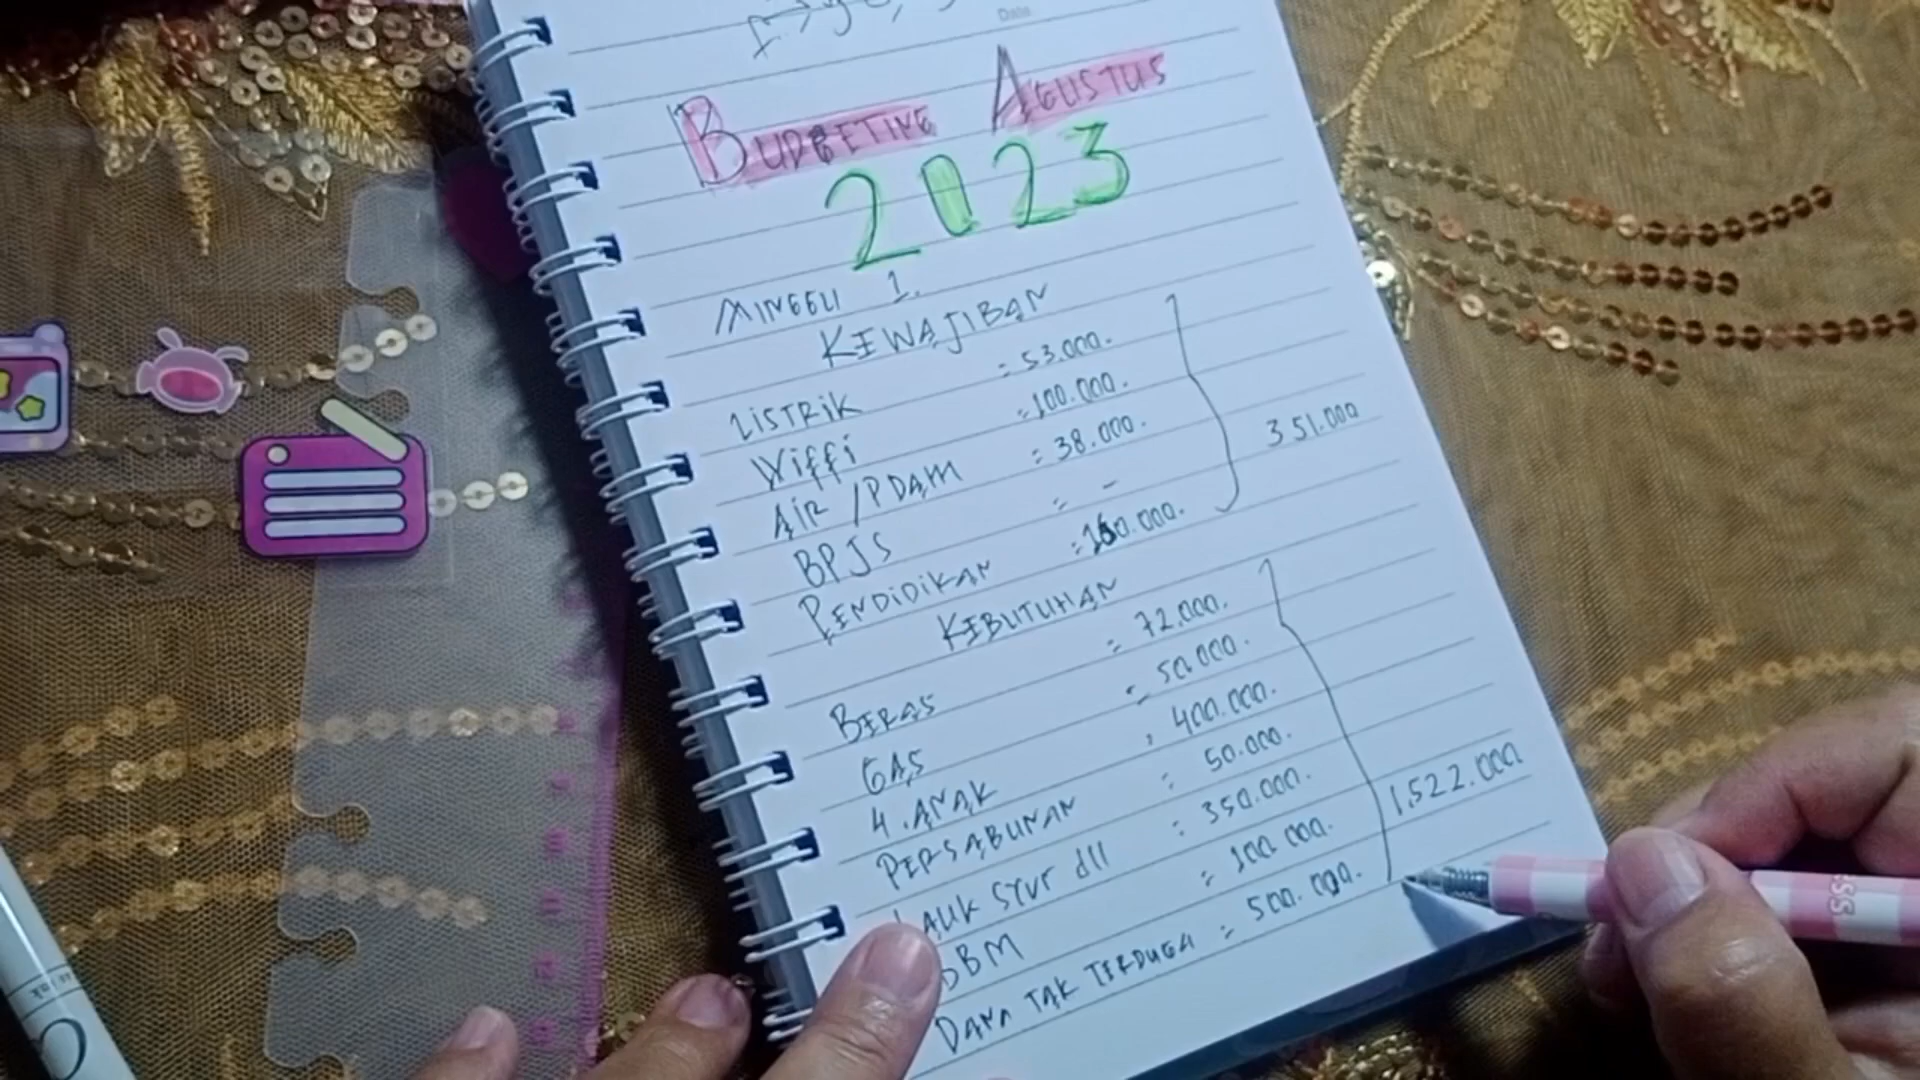 Date
BUDGETING AGUSTUS
2023
MINGGU 1.
KEWAJIBAN
LISTRIK = 53.000.
Wiffi = 100.000.
AIR /PDAM = 38.000.
BPJS = -
PENDIDIKAN = 160.000.
351.000
KEBUTUHAN
BERAS = 72.000.
GAS = 50.000.
4.ANAK = 400.000.
PERSABUNAN = 50.000.
LAUK SYUR dll = 350.000.
BBM = 100.000.
DANA TAK TERDUGA = 500.000.
1.522.000